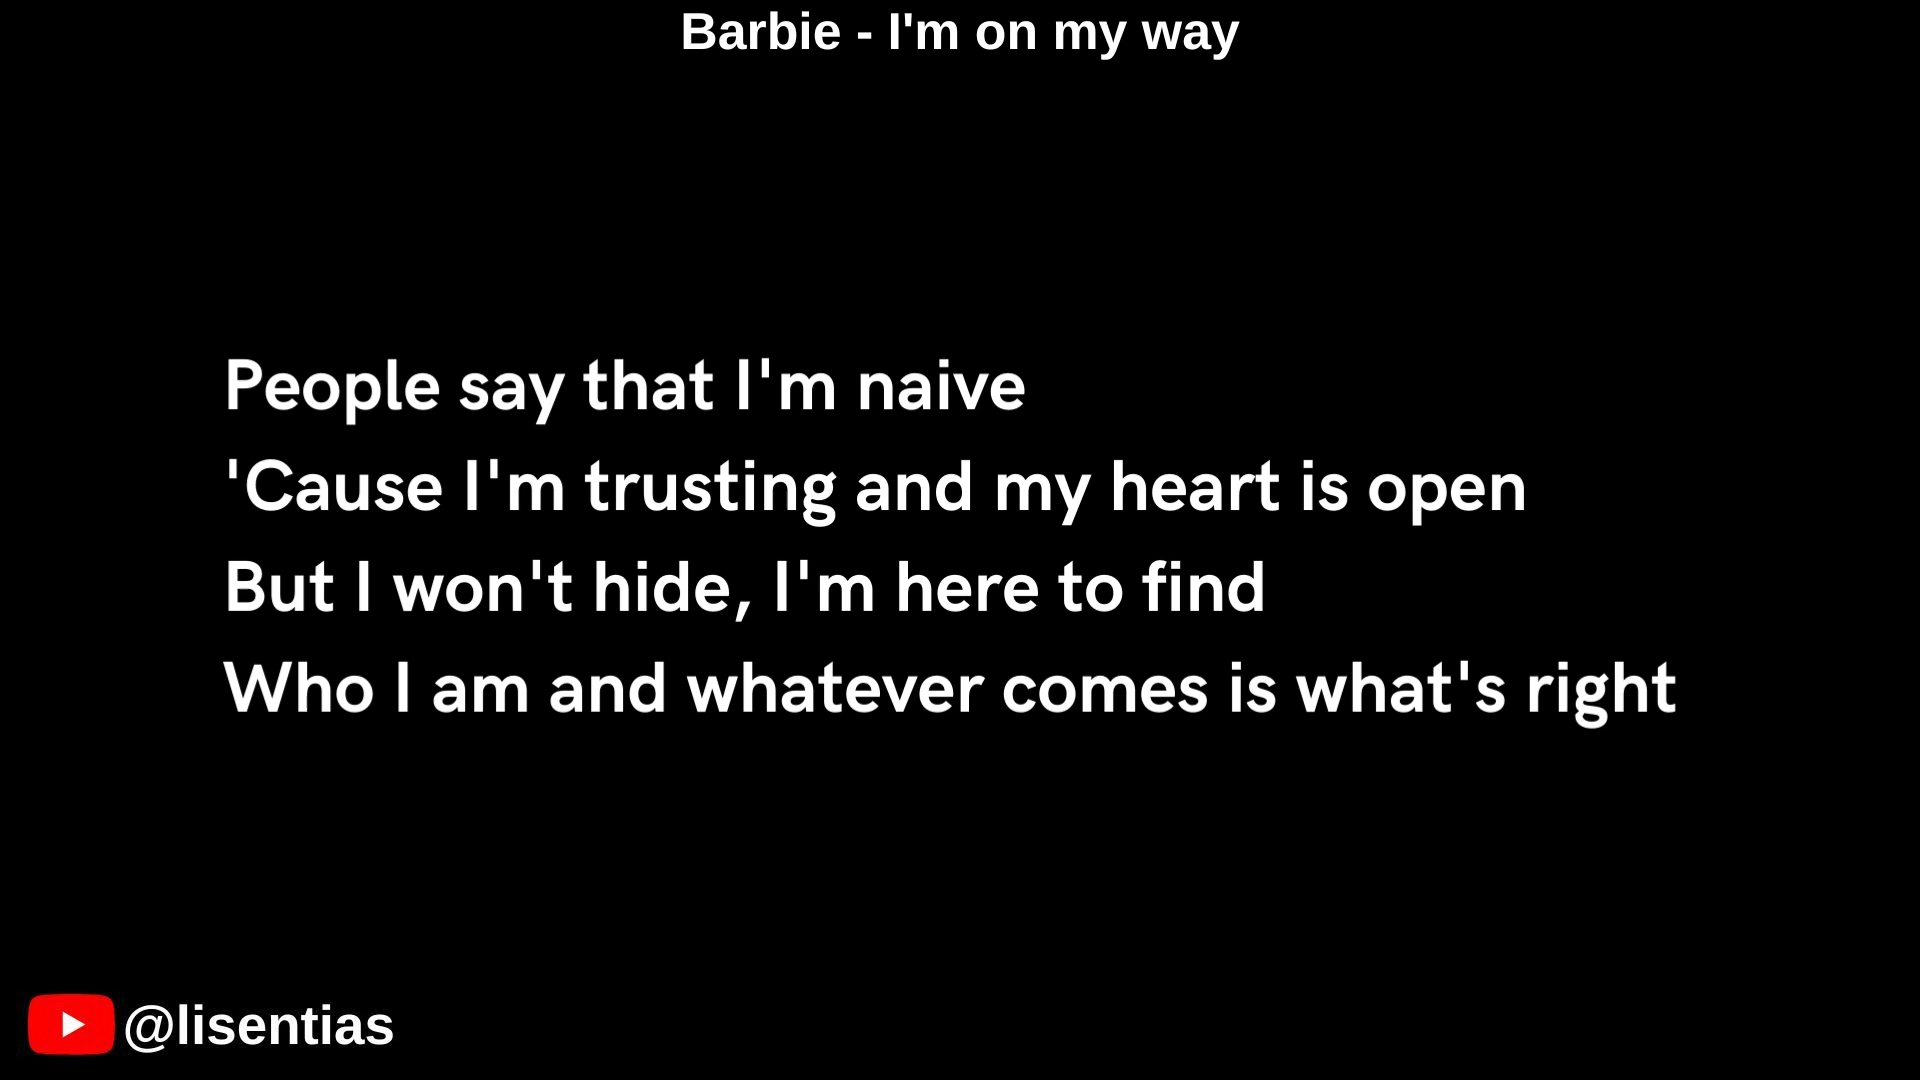 Barbie - I'm on my way
People say that I'm naive
'Cause I'm trusting and my heart is open
But I won't hide, I'm here to find
Who I am and whatever comes is what's right
@lisentias